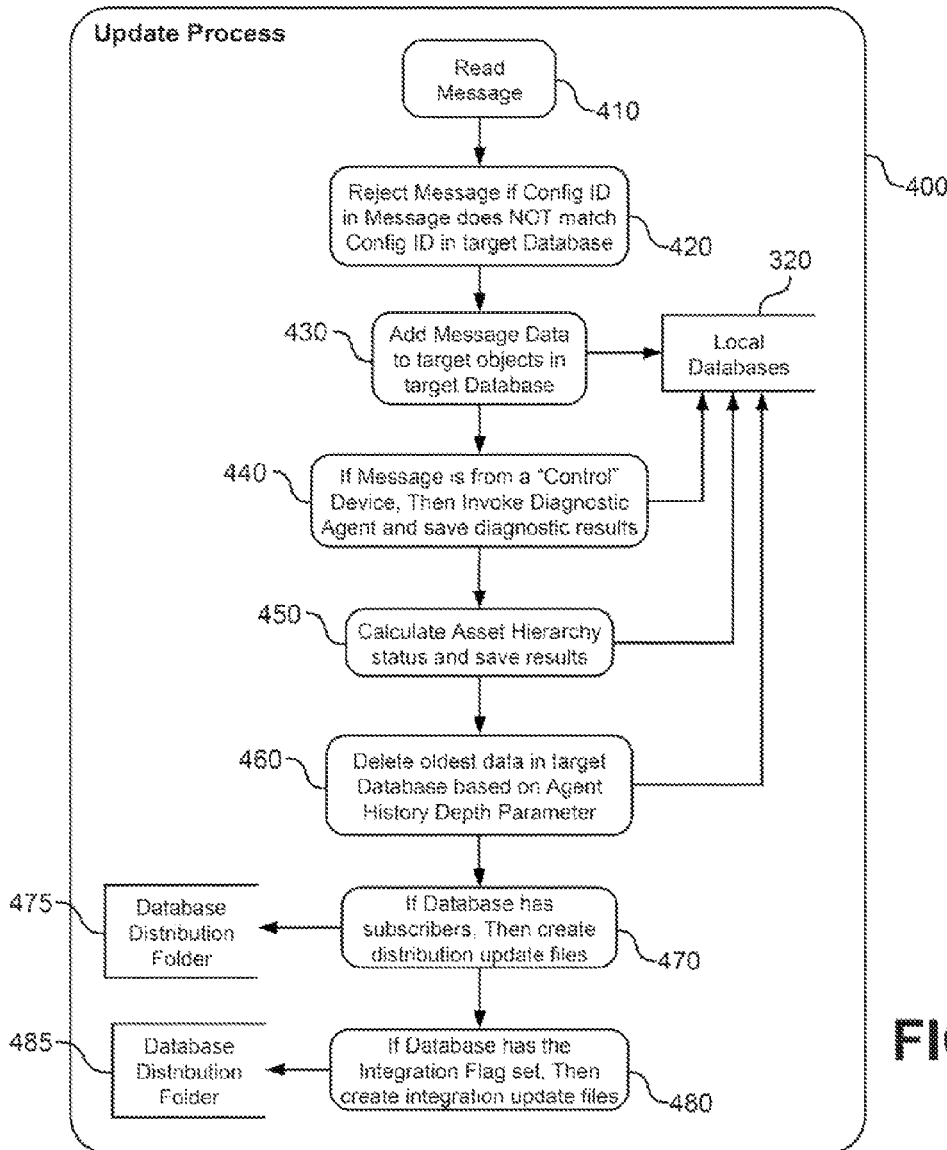 Update Process
Read
Message
410
400
Reject Message if Config ID
in Message does NOT match
Config ID in target Database
420
320
430
Add Message Data
to target objects in
target Database
Local
Databases
440
If Message is from a "Control"
Device, Then Invoke Diagnostic
Agent and save diagnostic results
450
Calculate Asset Hierarchy
status and save results
460
Delete oldest data in target
Database based on Agent
History Depth Parameter
475
Database
Distribution
Folder
If Database has
subscribers, Then create
distribution update files
470
485
Database
Distribution
Folder
If Database has the
Integration Flag set, Then
create integration update files
480